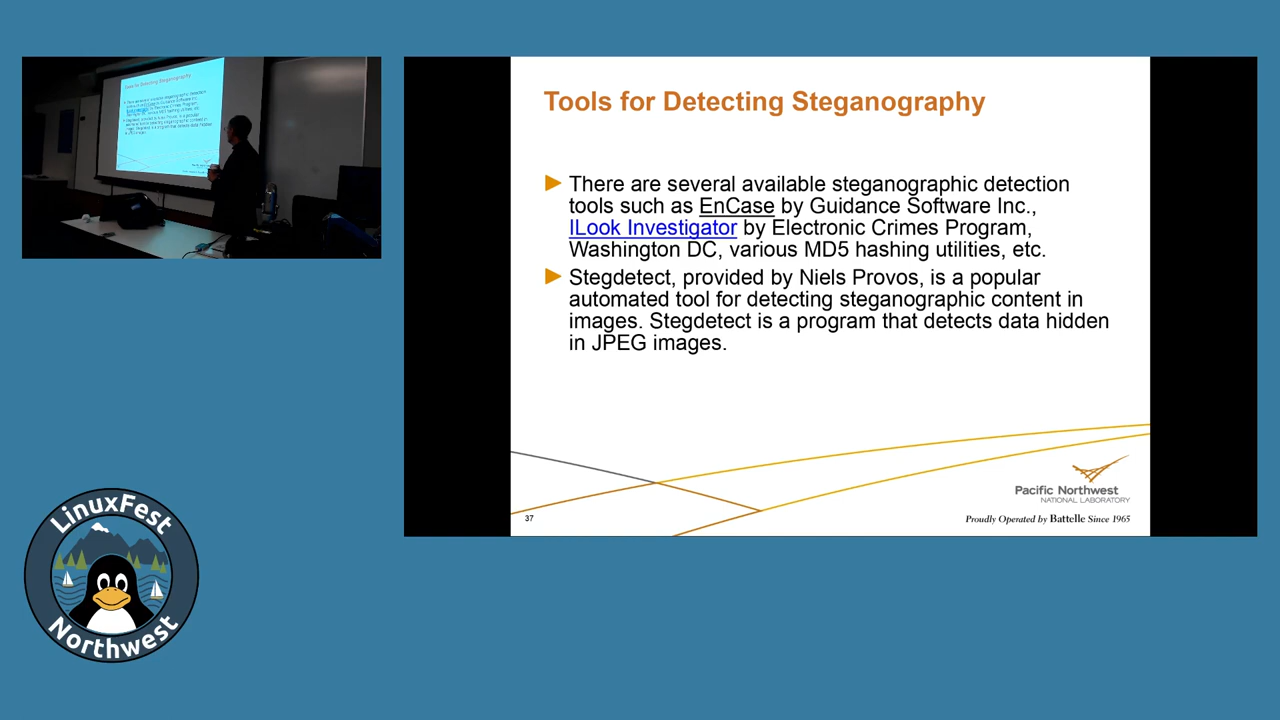 Tools for Detecting Steganography
There are several available steganographic detection
tools such as EnCase by Guidance Software Inc.,
ILook Investigator by Electronic Crimes Program,
Washington DC, various MD5 hashing utilities, etc.
Stegdetect, provided by Niels Provos, is a popular
automated tool for detecting steganographic content in
images. Stegdetect is a program that detects data hidden
in JPEG images.
Pacific Northwest
NATIONAL LABORATORY
37
Proudly Operated by Battelle Since 1965
LinuxFest
Northwest